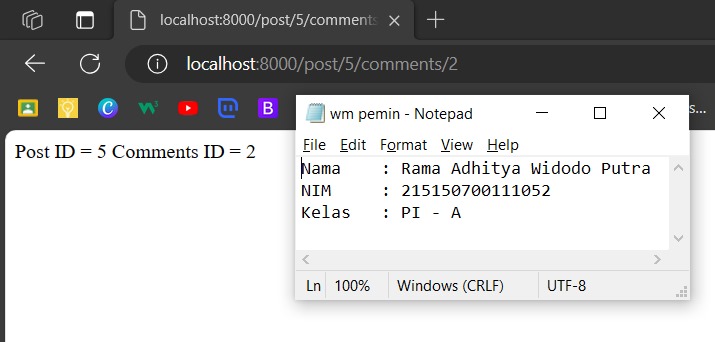 localhost:8000/post/5/comments
localhost:8000/post/5/comments/2
s...
Post ID = 5 Comments ID = 2
wm pemin - Notepad
File Edit Format View Help
Nama : Rama Adhitya Widodo Putra
NIM : 215150700111052
Kelas : PI - A
Ln 100% Windows (CRLF) UTF-8